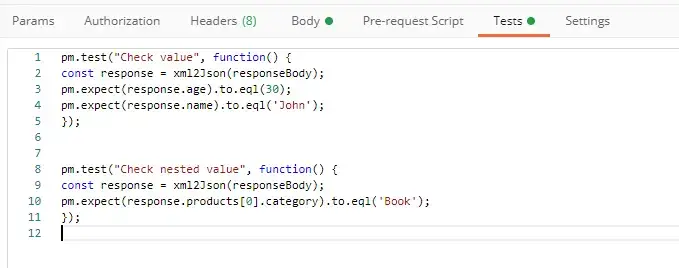 Params Authorization Headers (8) Body Pre-request Script Tests Settings
1 pm.test("Check value", function() {
2 const response = xml2Json(responseBody);
3 pm.expect(response.age).to.eql(30);
4 pm.expect(response.name).to.eql('John');
5 });
6
7
8 pm.test("Check nested value", function() {
9 const response = xml2Json(responseBody);
10 pm.expect(response.products[0].category).to.eql('Book');
11 });
12